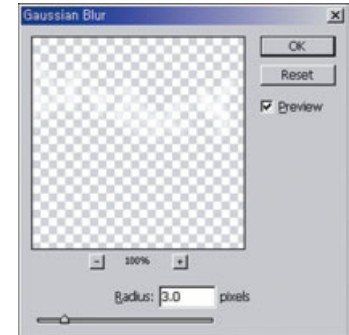 Gaussian Blur
OK
Reset
Preview
100%
Radius: 3.0 pixels